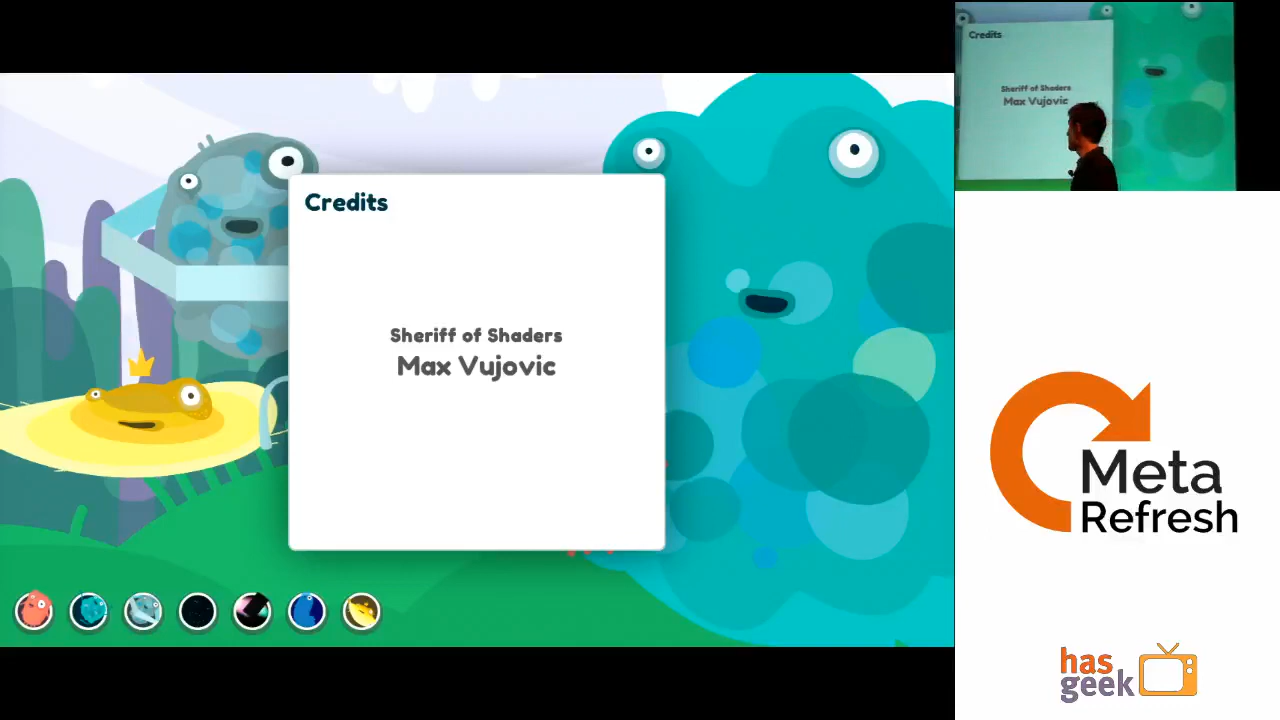 Credits
Sheriff of Shaders
Max Vujovic
Credits
Sheriff of Shaders
Max Vujovic
Meta
Refresh
has
geek